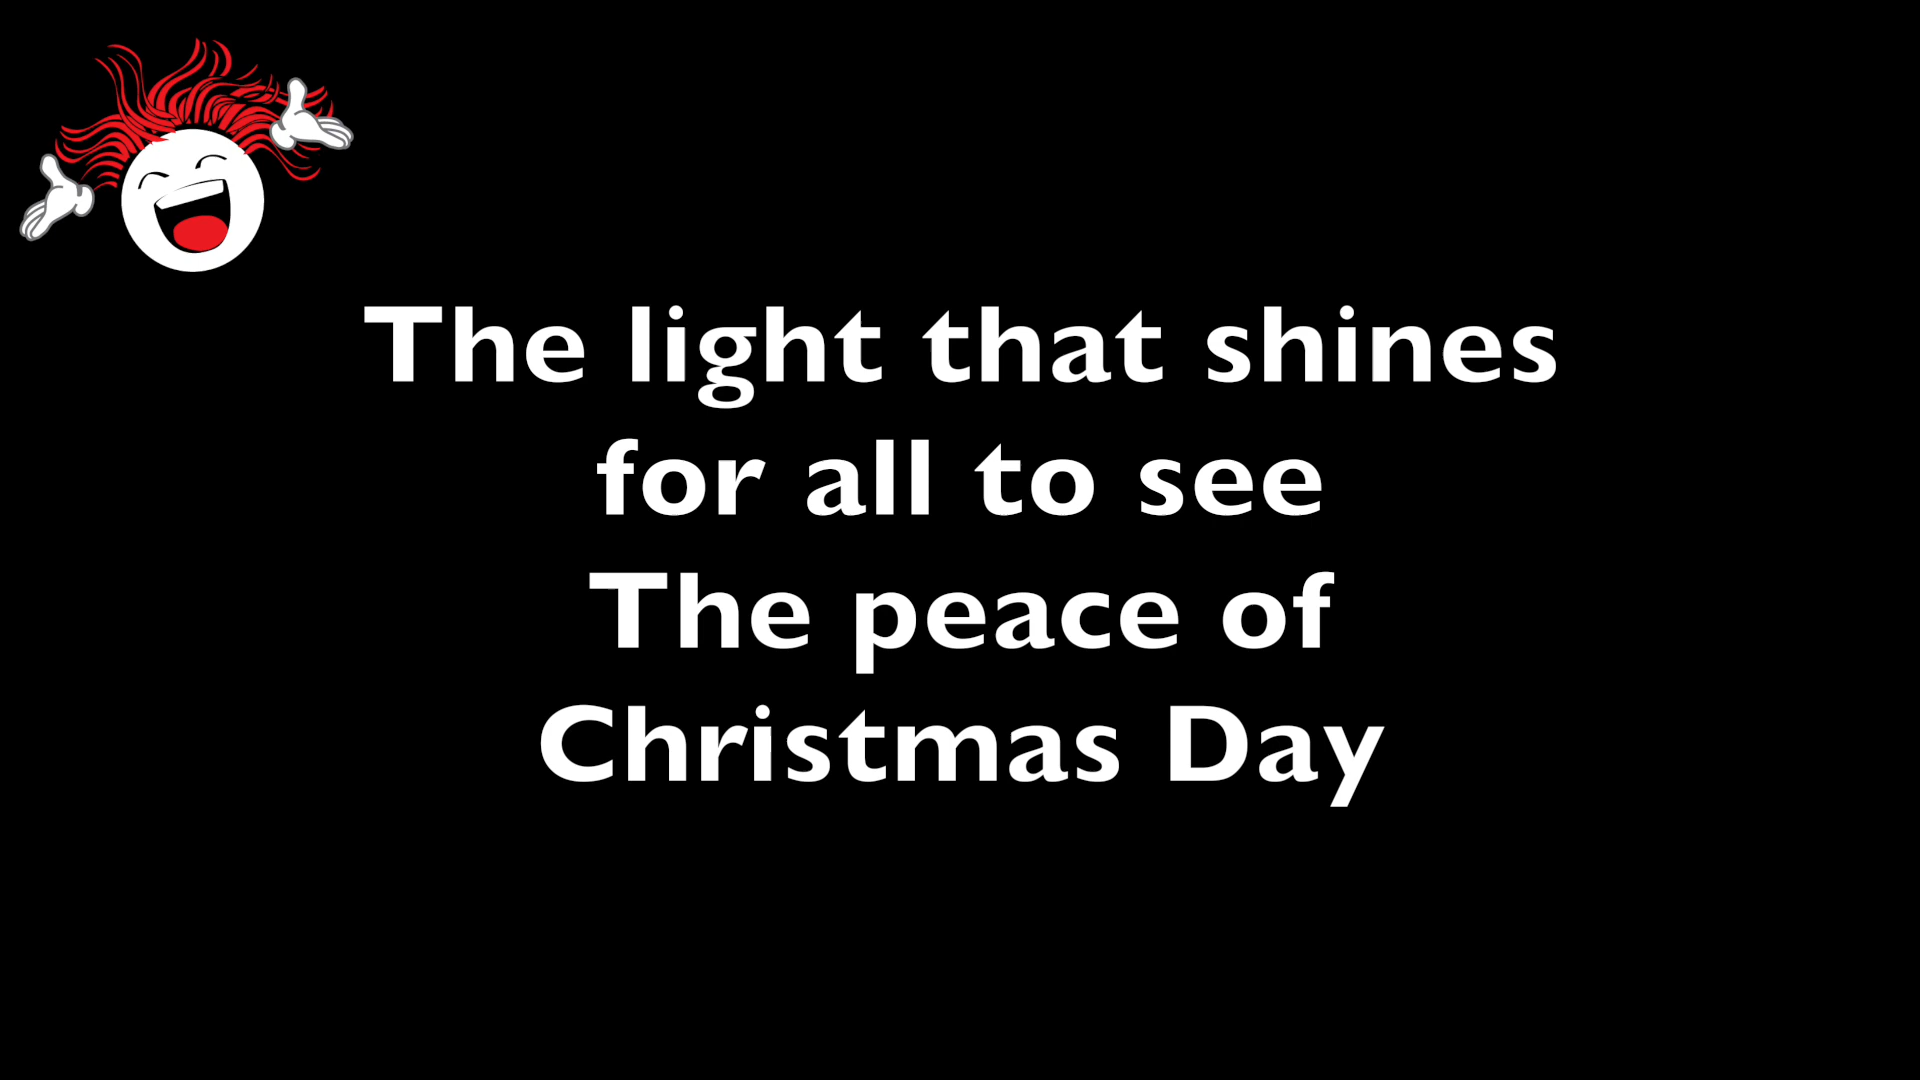 The light that shines
for all to see
The peace of
Christmas Day